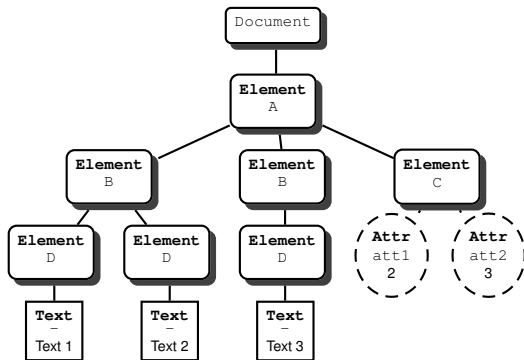 Document
Element
A
Element
B
Element
B
Element
C
Element
D
Element
D
Element
D
Attr
att1
2
Attr
att2
3
Text
–
Text 1
Text
–
Text 2
Text
–
Text 3